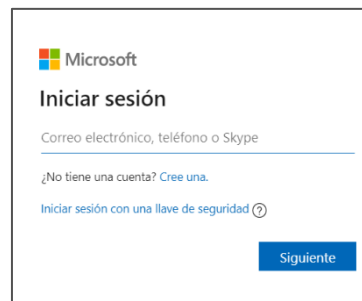 Microsoft
Iniciar sesión
Correo electrónico, teléfono o Skype
¿No tiene una cuenta? Cree una.
Iniciar sesión con una llave de seguridad ?
Siguiente